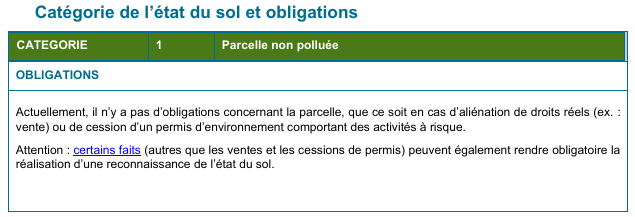 Catégorie de l’état du sol et obligations
CATEGORIE 1 Parcelle non polluée
OBLIGATIONS
Actuellement, il n’y a pas d’obligations concernant la parcelle, que ce soit en cas d’aliénation de droits réels (ex. :
vente) ou de cession d’un permis d’environnement comportant des activités à risque.
Attention : certains faits (autres que les ventes et les cessions de permis) peuvent également rendre obligatoire la
réalisation d’une reconnaissance de l’état du sol.